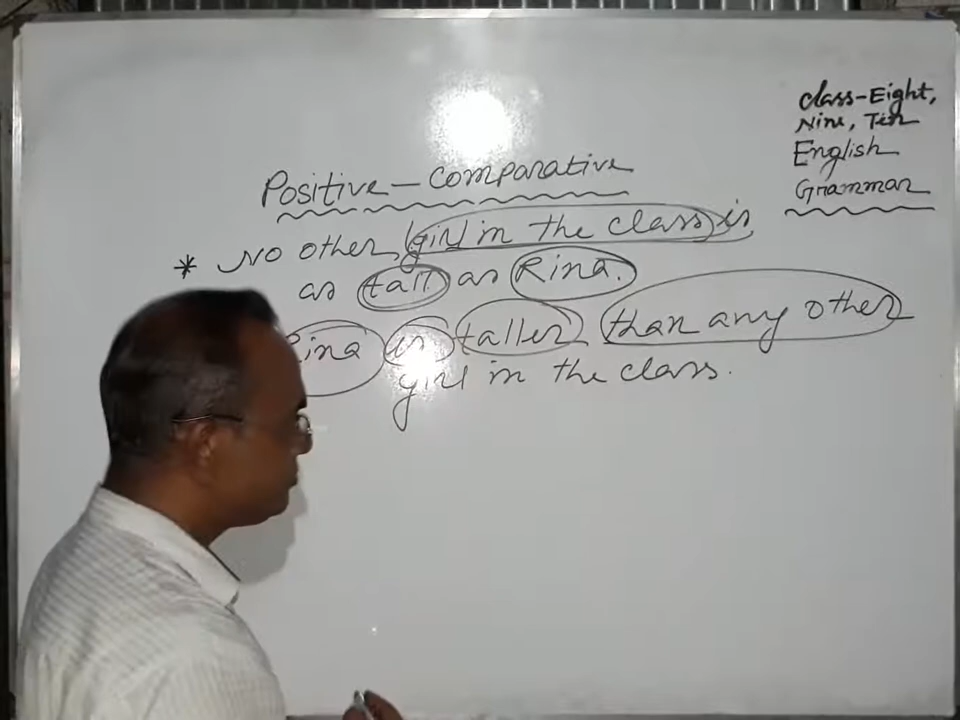 Class-Eight,
Nine, Ten
English
Grammar
Positive-Comparative
* No other girl in the class is
as tall as Rina.
Rina is taller than any other
girl in the class.